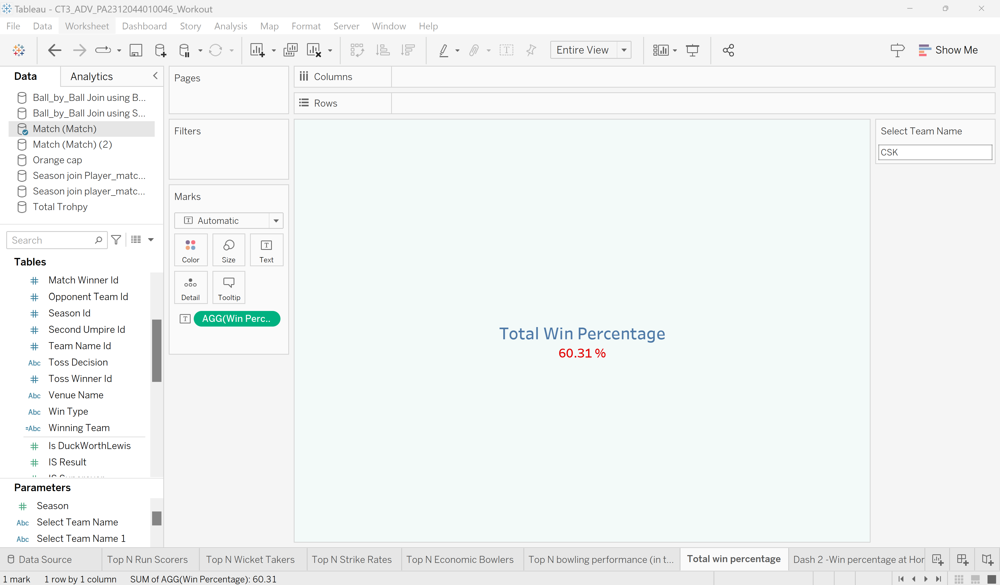 Tableau - CT3_ADV_PA2312044010046_Workout
File Data Worksheet Dashboard Story Analysis Map Format Server Window Help
Entire View
Show Me
Data
Analytics
Ball_by_Ball Join using B...
Ball_by_Ball Join using S...
Match (Match)
Match (Match) (2)
Orange cap
Season join Player_matc...
Season join player_matc...
Total Trohpy
Search
Tables
# Match Winner Id
# Opponent Team Id
# Season Id
# Second Umpire Id
# Team Name Id
Abc Toss Decision
# Toss Winner Id
Abc Venue Name
Abc Win Type
=Abc Winning Team
# Is DuckWorthLewis
# IS Result
Parameters
# Season
Abc Select Team Name
Abc Select Team Name 1
Pages
Filters
Marks
T Automatic
Color Size T Text
Detail Tooltip
T AGG(Win Perc..
Columns
Rows
Total Win Percentage
60.31 %
Select Team Name
CSK
Data Source Top N Run Scorers Top N Wicket Takers Top N Strike Rates Top N Economic Bowlers Top N bowling performance (in t... Total win percentage Dash 2 -Win percentage at Hor
1 mark 1 row by 1 column SUM of AGG(Win Percentage): 60.31